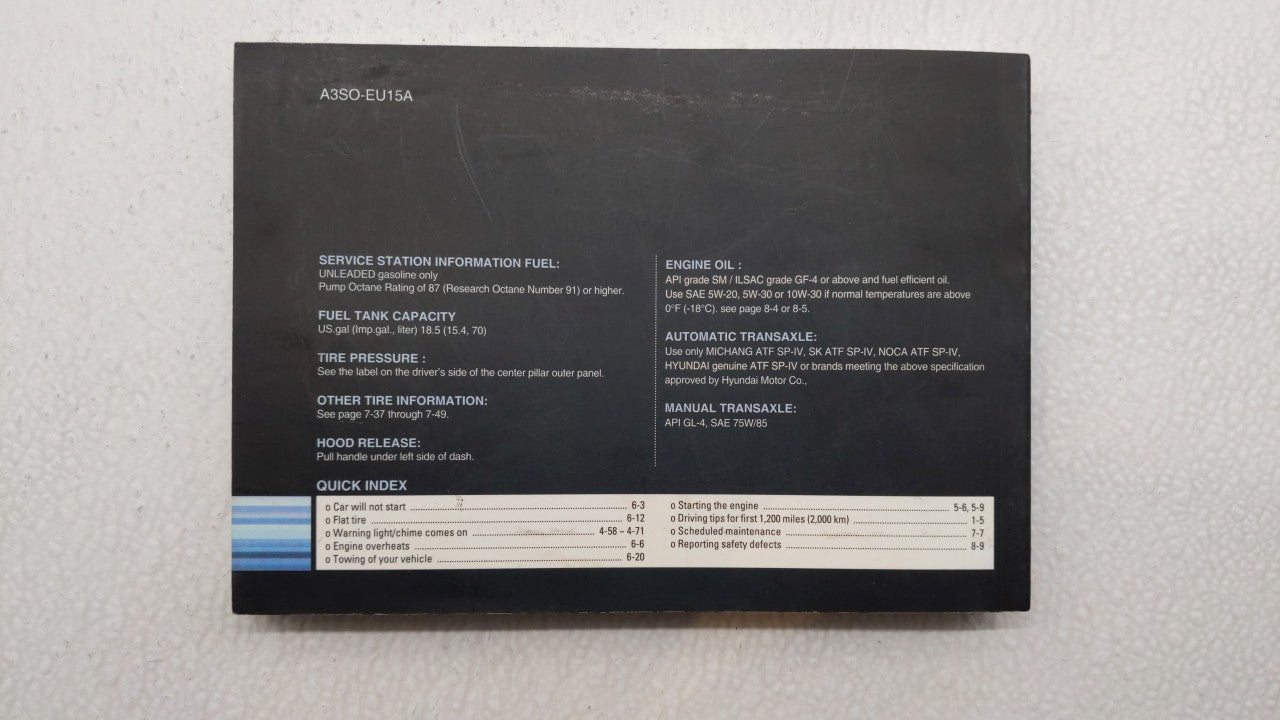 A3SO-EU15A
SERVICE STATION INFORMATION FUEL:
UNLEADED gasoline only
Pump Octane Rating of 87 (Research Octane Number 91) or higher.
FUEL TANK CAPACITY
US.gal (Imp.gal., liter) 18.5 (15.4, 70)
TIRE PRESSURE :
See the label on the driver's side of the center pillar outer panel.
OTHER TIRE INFORMATION:
See page 7-37 through 7-49.
HOOD RELEASE:
Pull handle under left side of dash.
ENGINE OIL :
API grade SM / ILSAC grade GF-4 or above and fuel efficient oil.
Use SAE 5W-20, 5W-30 or 10W-30 if normal temperatures are above
0°F (-18°C). see page 8-4 or 8-5.
AUTOMATIC TRANSAXLE:
Use only MICHANG ATF SP-IV, SK ATF SP-IV, NOCA ATF SP-IV,
HYUNDAI genuine ATF SP-IV or brands meeting the above specification
approved by Hyundai Motor Co.,
MANUAL TRANSAXLE:
API GL-4, SAE 75W/85
QUICK INDEX
o Car will not start ........ 6-3
o Flat tire ........ 6-12
o Warning light/chime comes on ........ 4-58 ~ 4-71
o Engine overheats ........ 6-6
o Towing of your vehicle ........ 6-20
o Starting the engine ........ 5-6, 5-9
o Driving tips for first 1,200 miles (2,000 km) ........ 1-5
o Scheduled maintenance ........ 7-7
o Reporting safety defects ........ 8-9